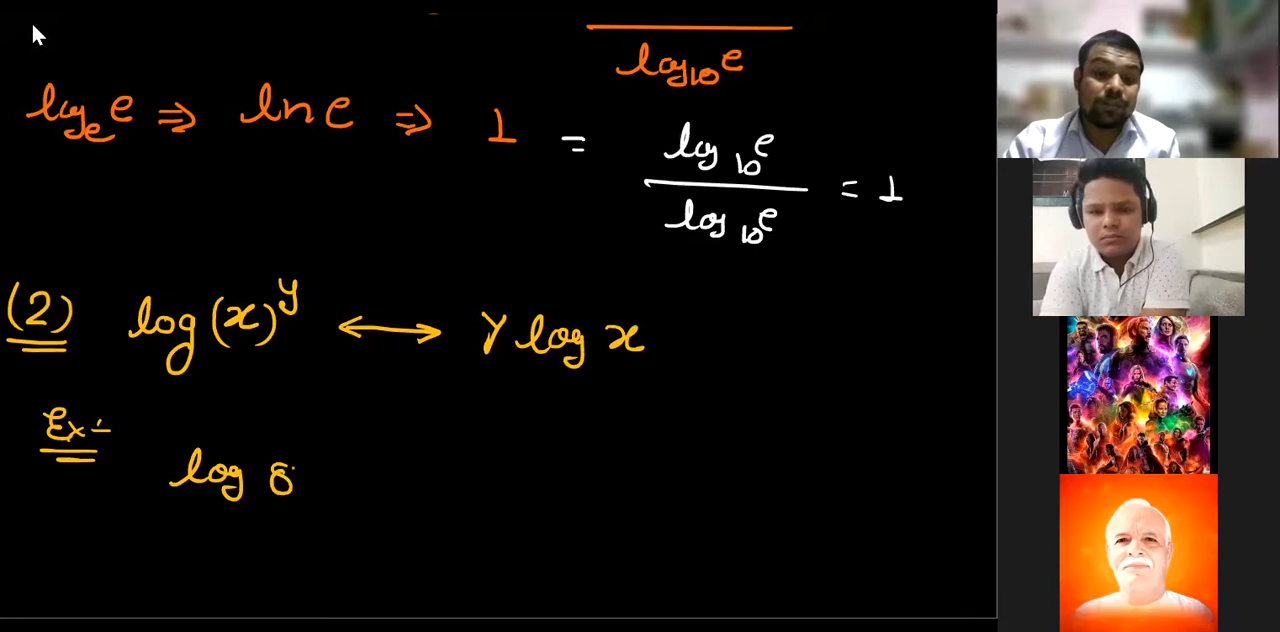 log₁₀e
logₑe ⇒ ln e ⇒ 1 = log₁₀e / log₁₀e = 1
(2) log(x)^y ⟷ y log x
Ex:-
log 8